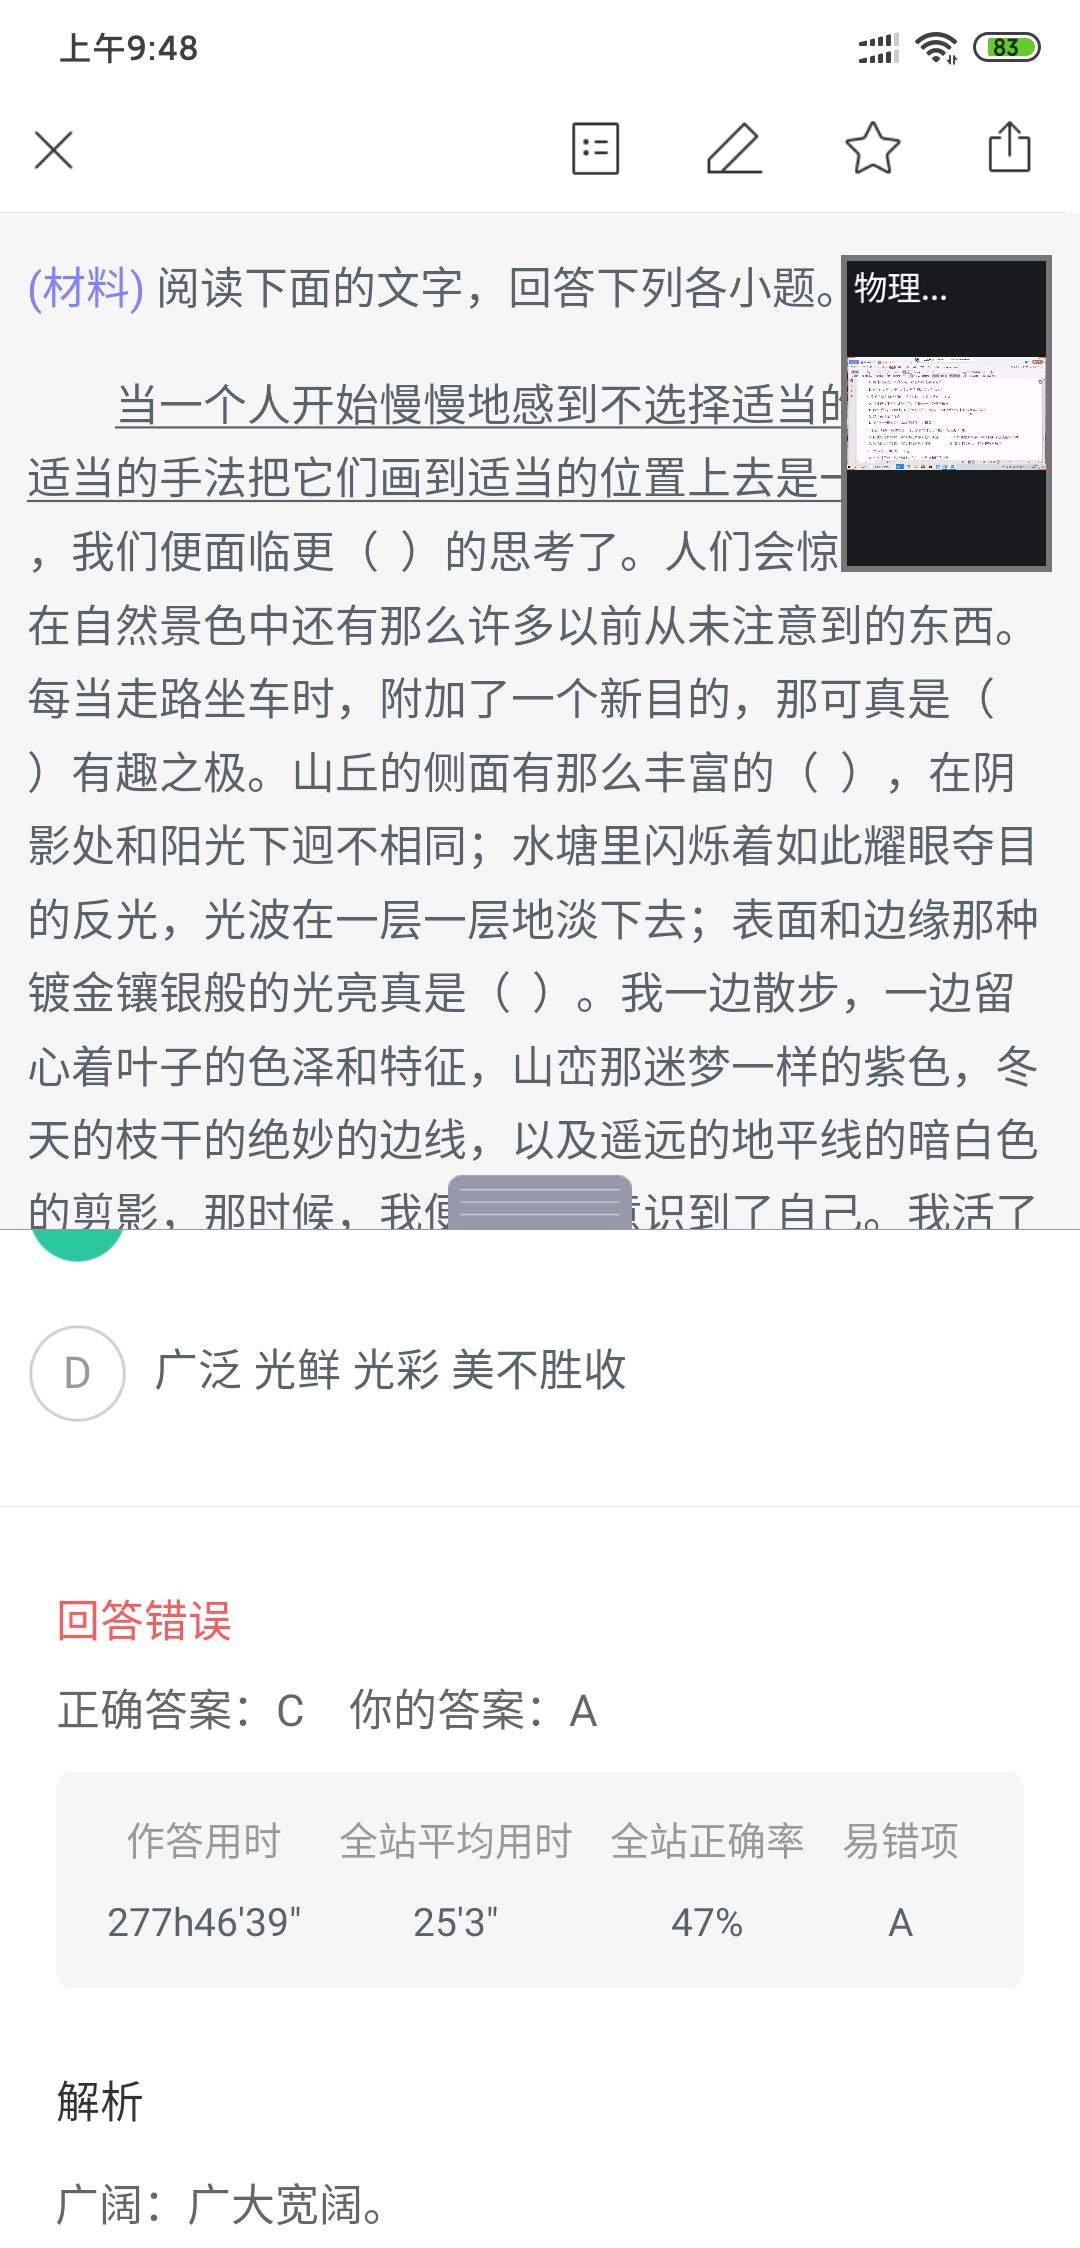 上午9:48
83
(材料) 阅读下面的文字，回答下列各小题。
物理...
当一个人开始慢慢地感到不选择适当的
适当的手法把它们画到适当的位置上去是一
，我们便面临更（ ）的思考了。人们会惊
在自然景色中还有那么许多以前从未注意到的东西。
每当走路坐车时，附加了一个新目的，那可真是（
）有趣之极。山丘的侧面有那么丰富的（ ），在阴
影处和阳光下迥不相同；水塘里闪烁着如此耀眼夺目
的反光，光波在一层一层地淡下去；表面和边缘那种
镀金镶银般的光亮真是（ ）。我一边散步，一边留
心着叶子的色泽和特征，山峦那迷梦一样的紫色，冬
天的枝干的绝妙的边线，以及遥远的地平线的暗白色
的剪影，那时候，我便 意识到了自己。我活了
D 广泛 光鲜 光彩 美不胜收
回答错误
正确答案：C 你的答案：A
作答用时 全站平均用时 全站正确率 易错项
277h46'39" 25'3" 47% A
解析
广阔：广大宽阔。